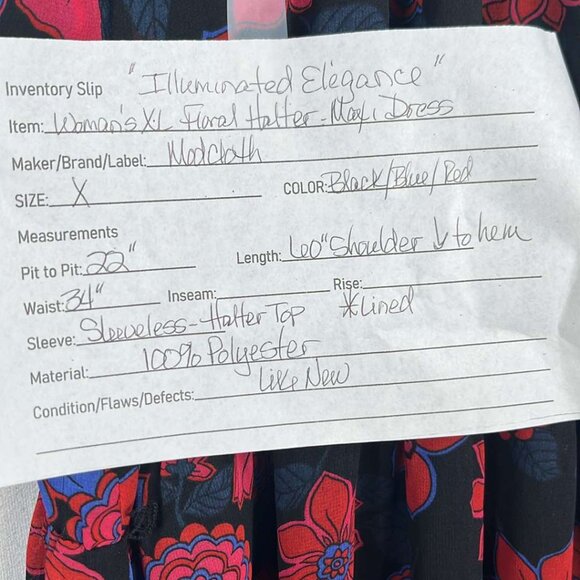 Inventory Slip "Illuminated Elegance"
Item: Woman's XL Floral Halter-Maxi Dress
Maker/Brand/Label: Modcloth
SIZE: X COLOR: Black/Blue/Red
Measurements
Pit to Pit: 22" Length: 60" Shoulder ↓ to hem
Waist: 34" Inseam: Rise:
Sleeve: Sleeveless-Halter Top *Lined
Material: 100% Polyester
Condition/Flaws/Defects: Like New